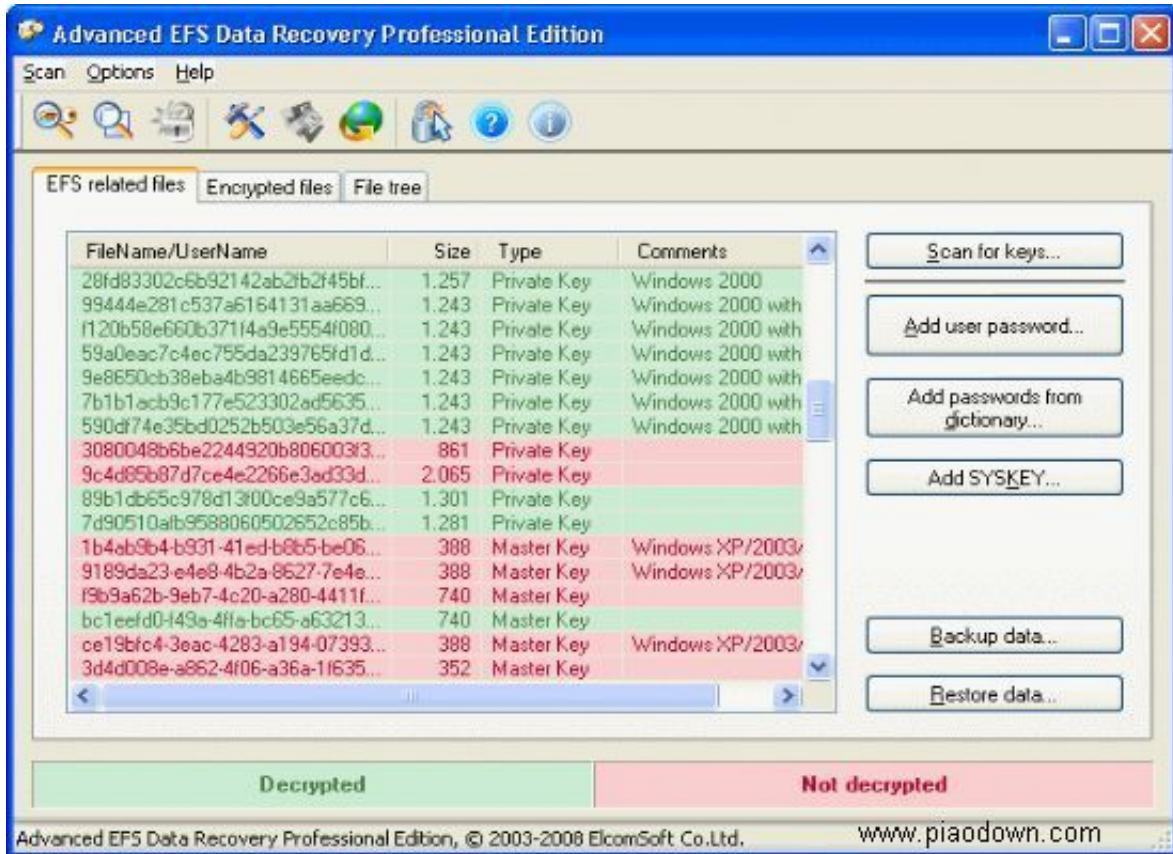 Advanced EFS Data Recovery Professional Edition
Scan Options Help
EFS related files Encrypted files File tree
FileName/UserName Size Type Comments
28fd83302c6b92142ab2fb2f45bf... 1.257 Private Key Windows 2000
99444e281c537a6164131aa669... 1.243 Private Key Windows 2000 with
f120b58e660b371f4a9e5554f080... 1.243 Private Key Windows 2000 with
59a0eac7c4ec755da239765fd1d... 1.243 Private Key Windows 2000 with
9e8650cb38eba4b9814665eedc... 1.243 Private Key Windows 2000 with
7b1b1acb9c177e523302ad5635... 1.243 Private Key Windows 2000 with
590df74e35bd0252b503e56a37d... 1.243 Private Key Windows 2000 with
3080048b6be2244920b806003f3... 861 Private Key
9c4d85b87d7ce4e2266e3ad33d... 2.065 Private Key
89b1db65c978d13f00ce9a577c6... 1.301 Private Key
7d90510afb9588060502652c85b... 1.281 Private Key
1b4ab9b4-b931-41ed-b8b5-be06... 388 Master Key Windows XP/2003/
9189da23-e4e8-4b2a-8627-7e4e... 388 Master Key Windows XP/2003/
f9b9a62b-9eb7-4c20-a280-4411f... 740 Master Key
bc1eefd0-f49a-4ffa-bc65-a63213... 740 Master Key
ce19bfc4-3eac-4283-a194-07393... 388 Master Key Windows XP/2003/
3d4d008e-a862-4f06-a36a-1f635... 352 Master Key
Scan for keys...
Add user password...
Add passwords from
dictionary...
Add SYSKEY...
Backup data...
Restore data...
Decrypted Not decrypted
Advanced EFS Data Recovery Professional Edition, © 2003-2008 ElcomSoft Co.Ltd.
www.piaodown.com